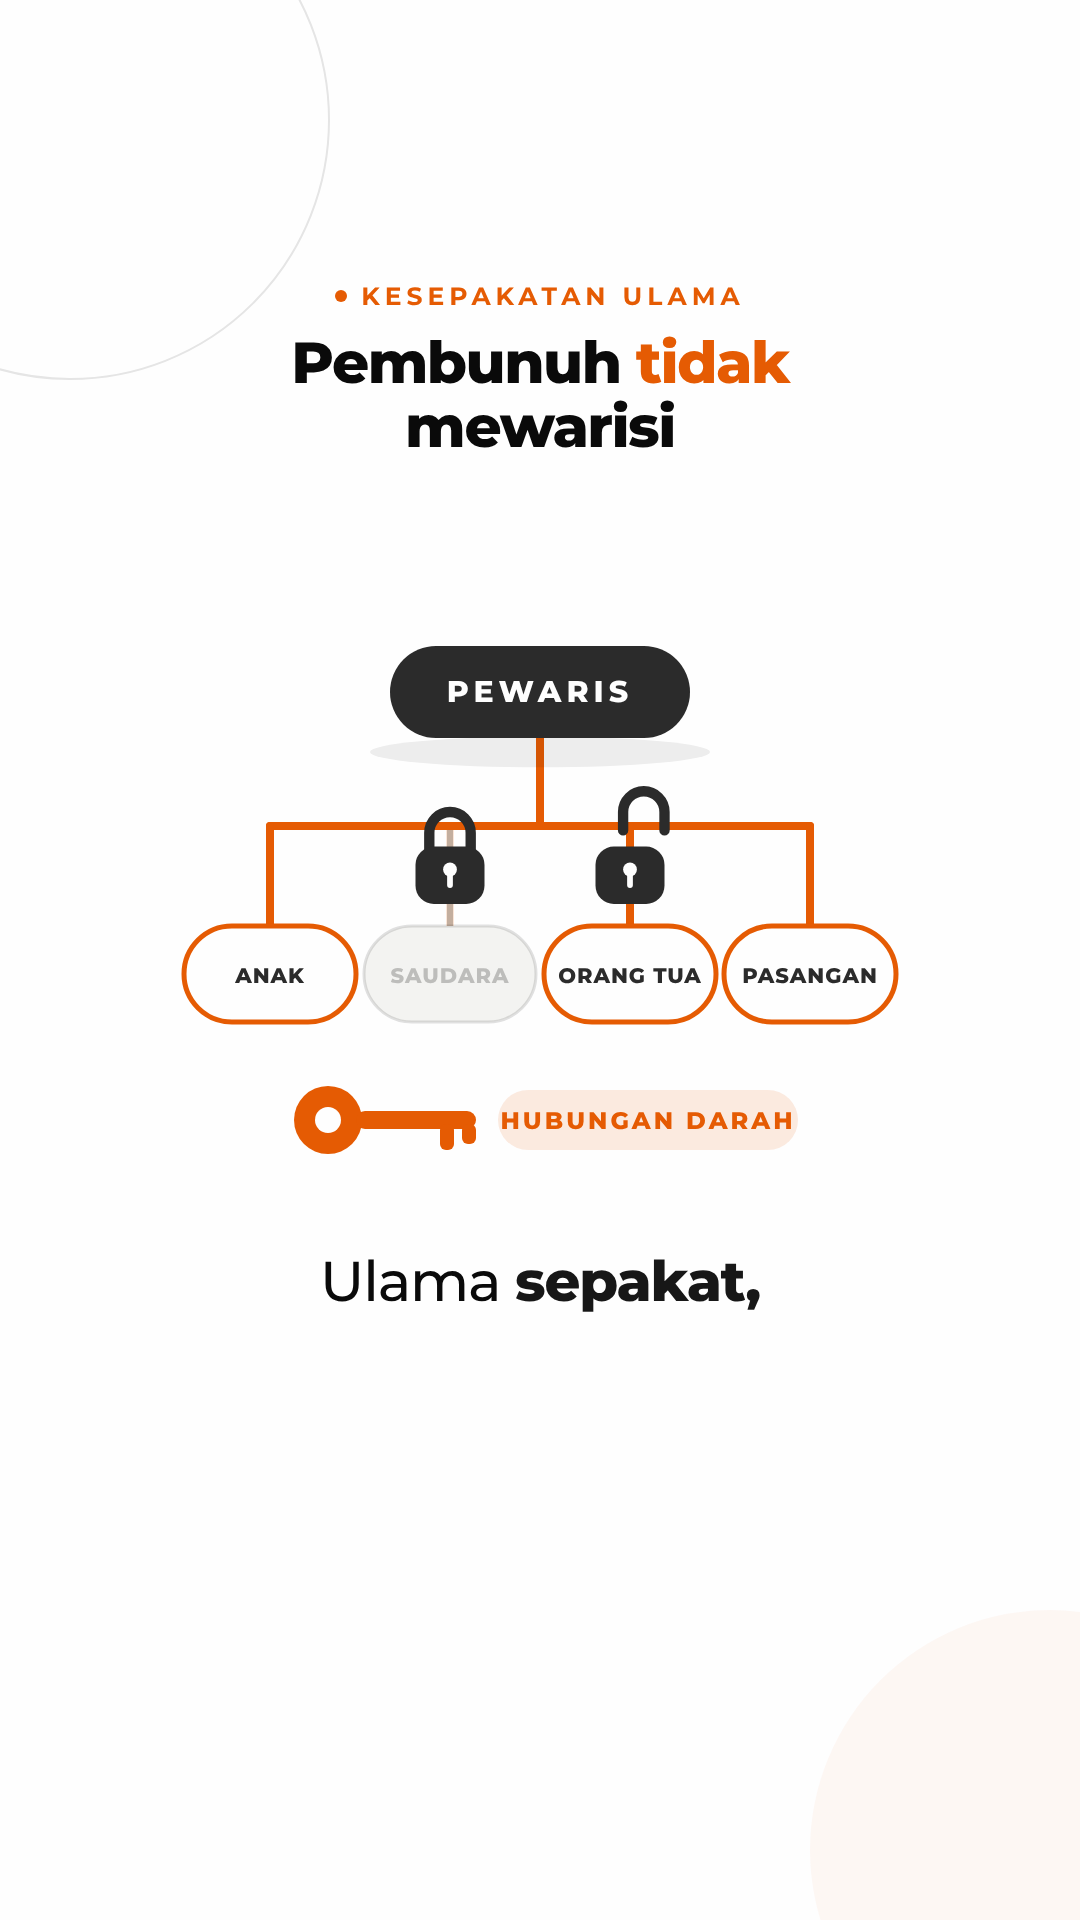 KESEPAKATAN ULAMA
Pembunuh tidak
mewarisi
PEWARIS
ANAK
SAUDARA
ORANG TUA
PASANGAN
HUBUNGAN DARAH
Ulama sepakat,